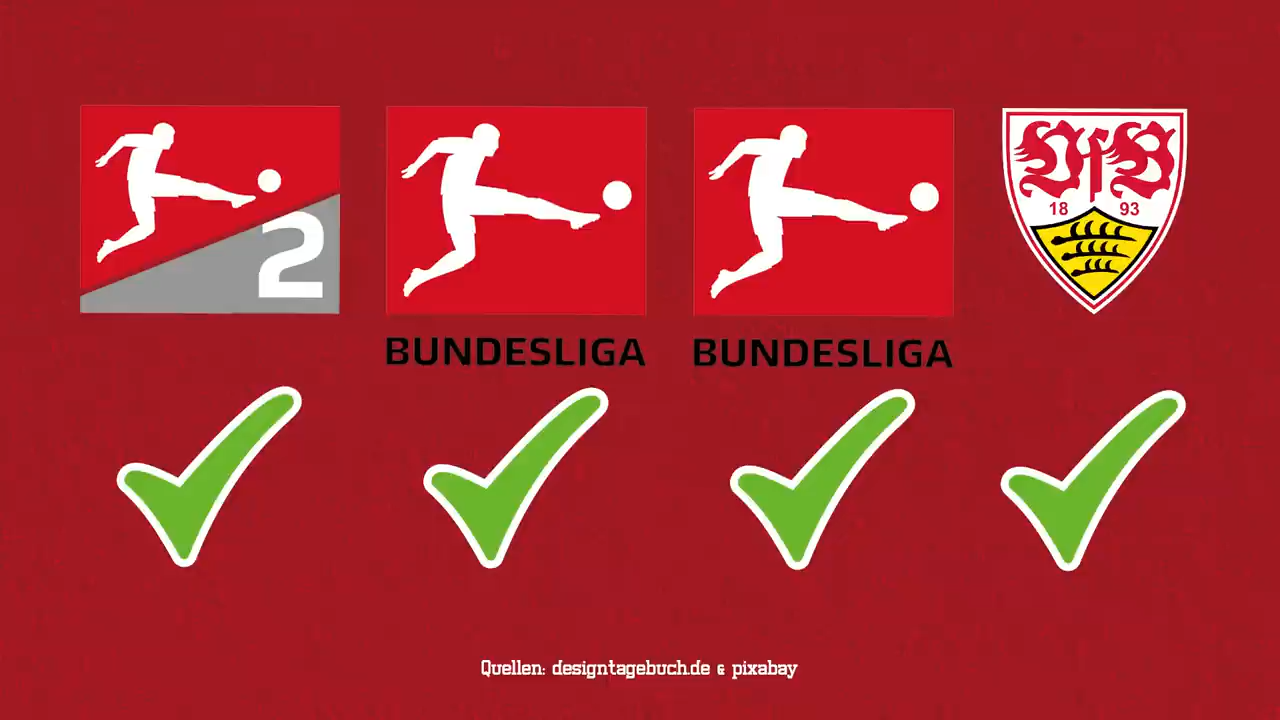 2
BUNDESLIGA
BUNDESLIGA
VfB
18 93
Quellen: designtagebuch.de & pixabay